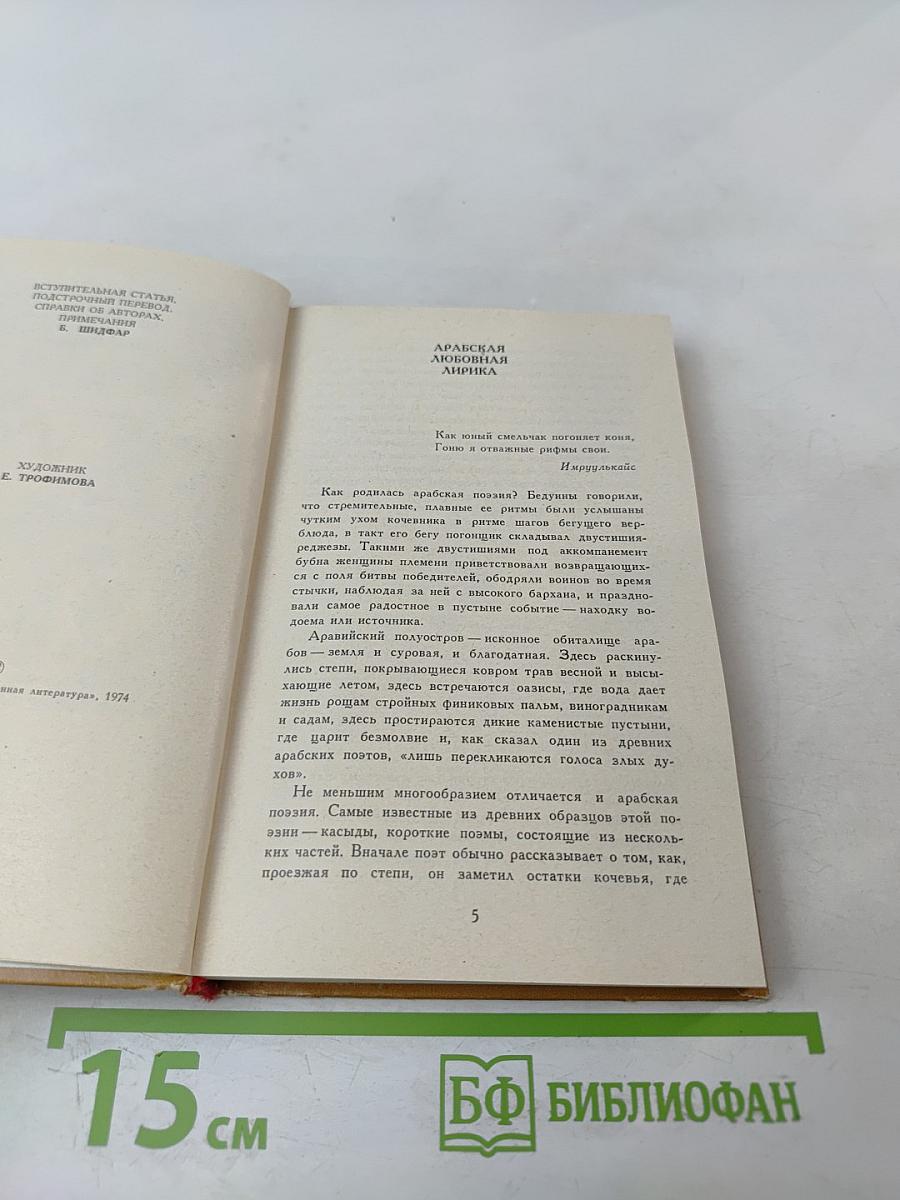 ВСТУПИТЕЛЬНАЯ СТАТЬЯ,
ПОДСТРОЧНЫЙ ПЕРЕВОД,
СПРАВКИ ОБ АВТОРАХ,
ПРИМЕЧАНИЯ
Б. ШИДФАР
ХУДОЖНИК
Е. ТРОФИМОВА
нная литература», 1974
АРАБСКАЯ
ЛЮБОВНАЯ
ЛИРИКА
Как юный смельчак погоняет коня,
Гоню я отважные рифмы свои.
Имруулькайс
Как родилась арабская поэзия? Бедуины говорили,
что стремительные, плавные ее ритмы были услышаны
чутким ухом кочевника в ритме шагов бегущего вер-
блюда, в такт его бегу погонщик складывал двустишия-
реджезы. Такими же двустишиями под аккомпанемент
бубна женщины племени приветствовали возвращающих-
ся с поля битвы победителей, ободряли воинов во время
стычки, наблюдая за ней с высокого бархана, и праздно-
вали самое радостное в пустыне событие — находку во-
доема или источника.
Аравийский полуостров — исконное обиталище ара-
бов — земля и суровая, и благодатная. Здесь раскину-
лись степи, покрывающиеся ковром трав весной и высы-
хающие летом, здесь встречаются оазисы, где вода дает
жизнь рощам стройных финиковых пальм, виноградникам
и садам, здесь простираются дикие каменистые пустыни,
где царит безмолвие и, как сказал один из древних
арабских поэтов, «лишь перекликаются голоса злых ду-
хов».
Не меньшим многообразием отличается и арабская
поэзия. Самые известные из древних образцов этой по-
эзии — касыды, короткие поэмы, состоящие из несколь-
ких частей. Вначале поэт обычно рассказывает о том, как,
проезжая по степи, он заметил остатки кочевья, где
5
15 см
БФ БИБЛИОФАН